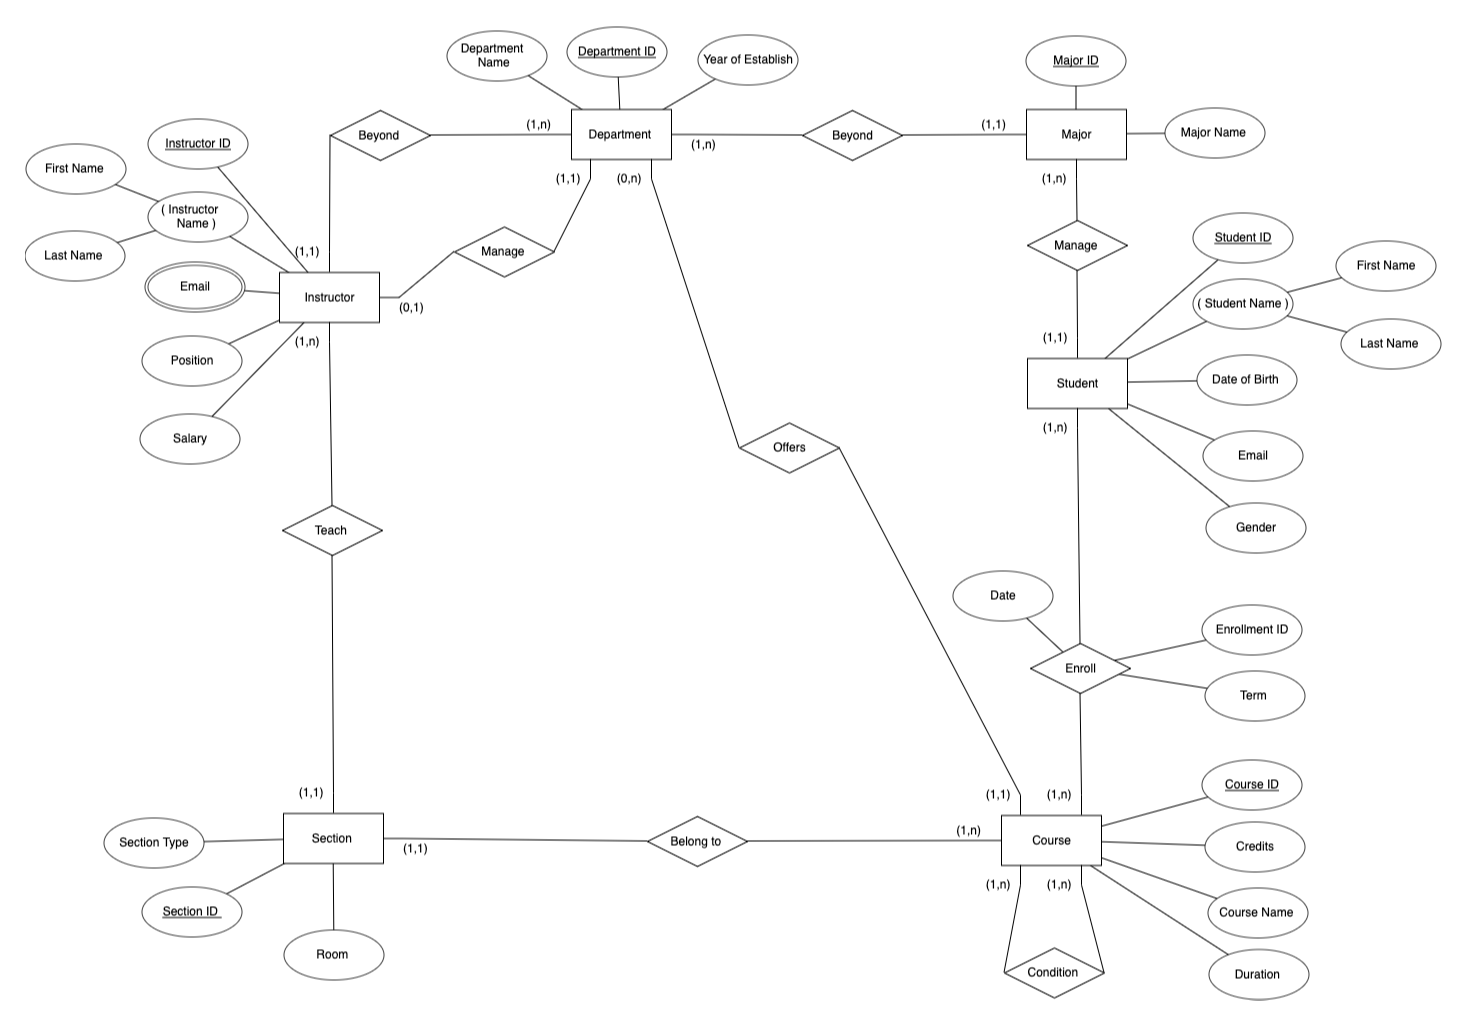 Department
Name
Department ID
Year of Establish
Major ID
Instructor ID
Beyond
(1,n)
Department
(1,n)
Beyond
(1,1)
Major
Major Name
First Name
( Instructor
Name )
(1,1)
(0,n)
(1,n)
Last Name
(1,1)
Manage
Manage
Student ID
First Name
Email
Instructor
(0,1)
( Student Name )
Position
(1,n)
(1,1)
Last Name
Salary
Student
Date of Birth
(1,n)
Offers
Email
Teach
Gender
Date
Enrollment ID
Enroll
Term
(1,1)
(1,1)
(1,n)
Course ID
Section Type
Section
(1,1)
Belong to
(1,n)
Course
Credits
(1,n)
(1,n)
Section ID
Course Name
Room
Condition
Duration